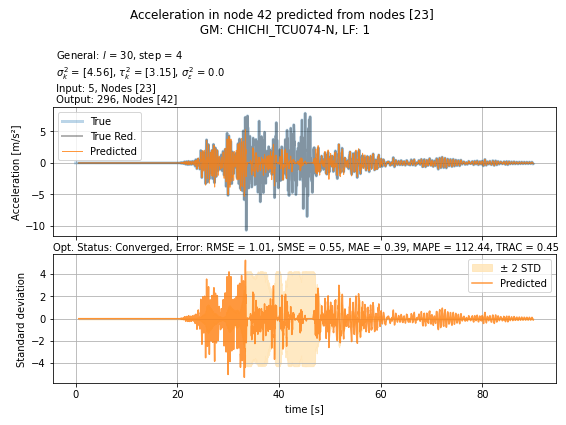 Acceleration in node 42 predicted from nodes [23]
GM: CHICHI_TCU074-N, LF: 1
General: l = 30, step = 4
σ²ₖ = [4.56], τ²ₖ = [3.15], σ²ε = 0.0
Input: 5, Nodes [23]
Output: 296, Nodes [42]
Acceleration [m/s²]
5
0
−5
−10
True
True Red.
Predicted
Opt. Status: Converged, Error: RMSE = 1.01, SMSE = 0.55, MAE = 0.39, MAPE = 112.44, TRAC = 0.45
Standard deviation
4
2
0
−2
−4
± 2 STD
Predicted
0 20 40 60 80
time [s]